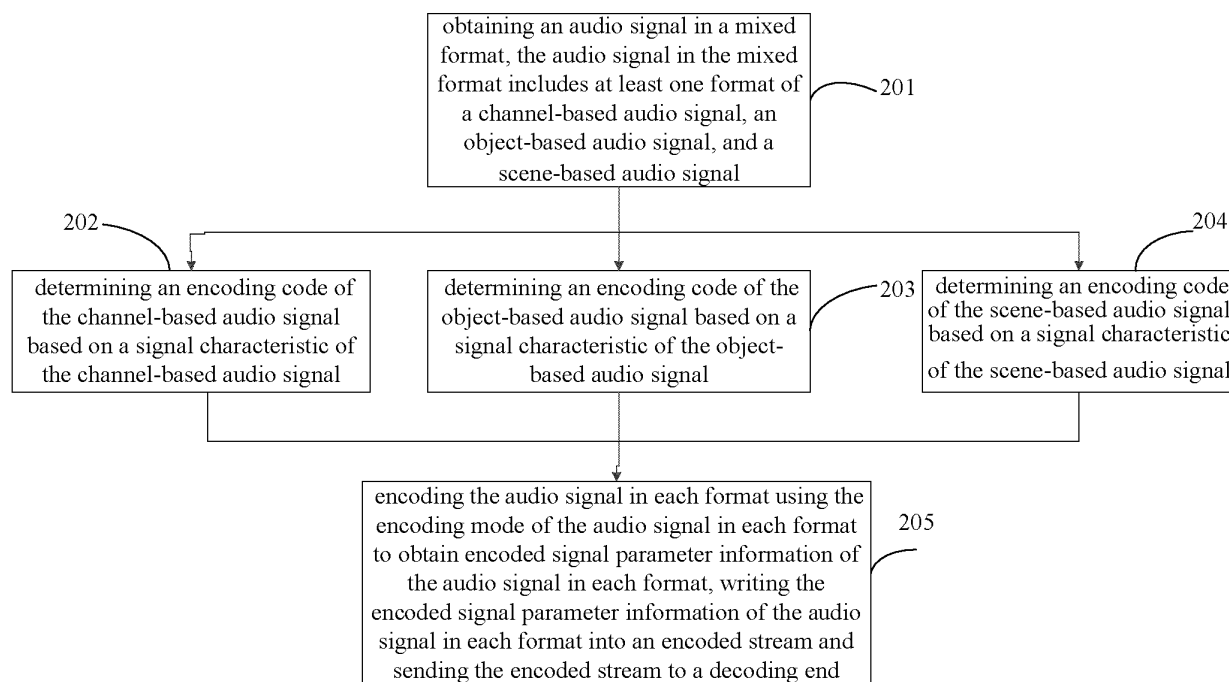 obtaining an audio signal in a mixed
format, the audio signal in the mixed
format includes at least one format of
a channel-based audio signal, an
object-based audio signal, and a
scene-based audio signal
201
202
determining an encoding code of
the channel-based audio signal
based on a signal characteristic of
the channel-based audio signal
determining an encoding code of the
object-based audio signal based on a
signal characteristic of the object-
based audio signal
203
204
determining an encoding code
of the scene-based audio signal
based on a signal characteristic
of the scene-based audio signal
encoding the audio signal in each format using the
encoding mode of the audio signal in each format
to obtain encoded signal parameter information of
the audio signal in each format, writing the
encoded signal parameter information of the audio
signal in each format into an encoded stream and
sending the encoded stream to a decoding end
205